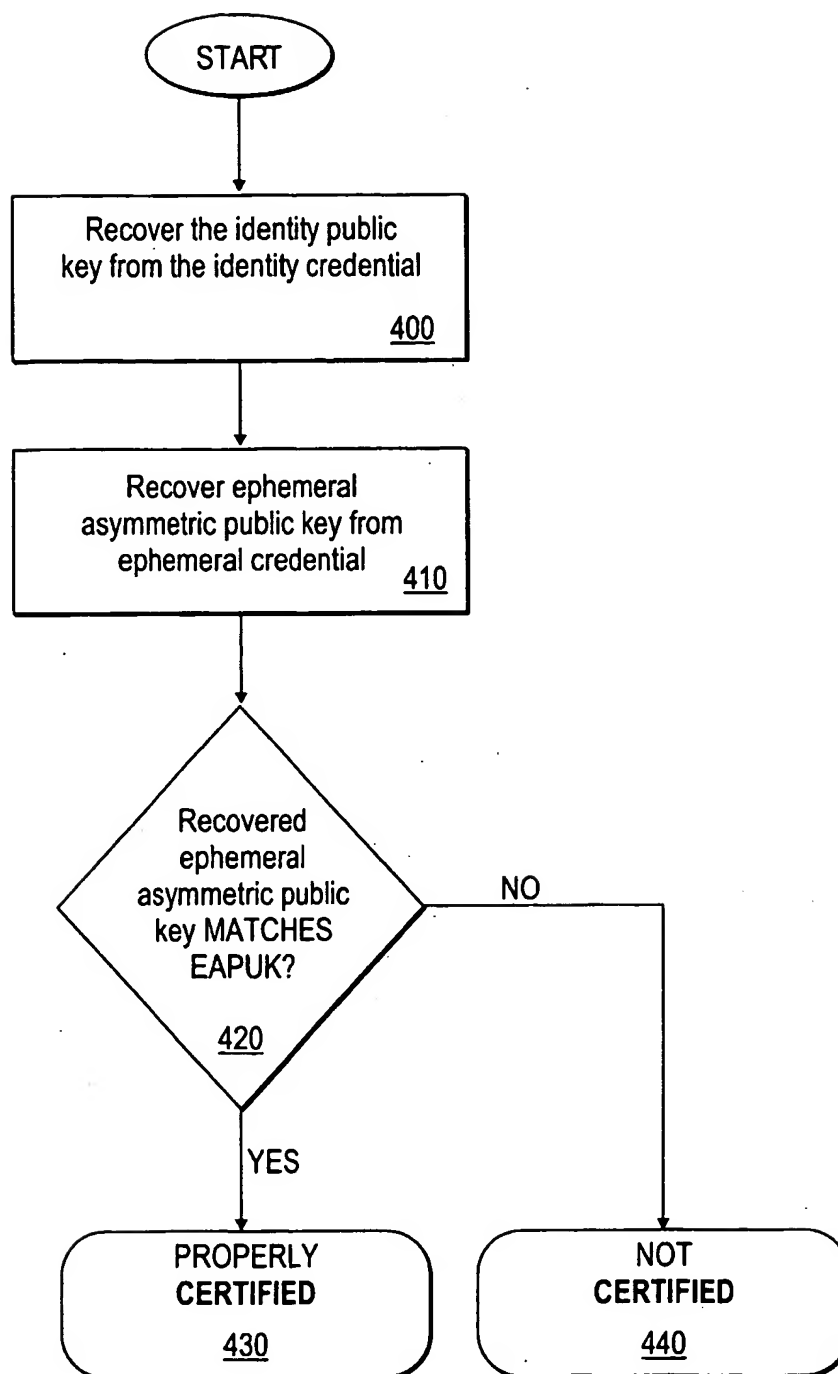 START
Recover the identity public
key from the identity credential
400
Recover ephemeral
asymmetric public key from
ephemeral credential
410
Recovered
ephemeral
asymmetric public
key MATCHES
EAPUK?
420
NO
YES
PROPERLY
CERTIFIED
430
NOT
CERTIFIED
440